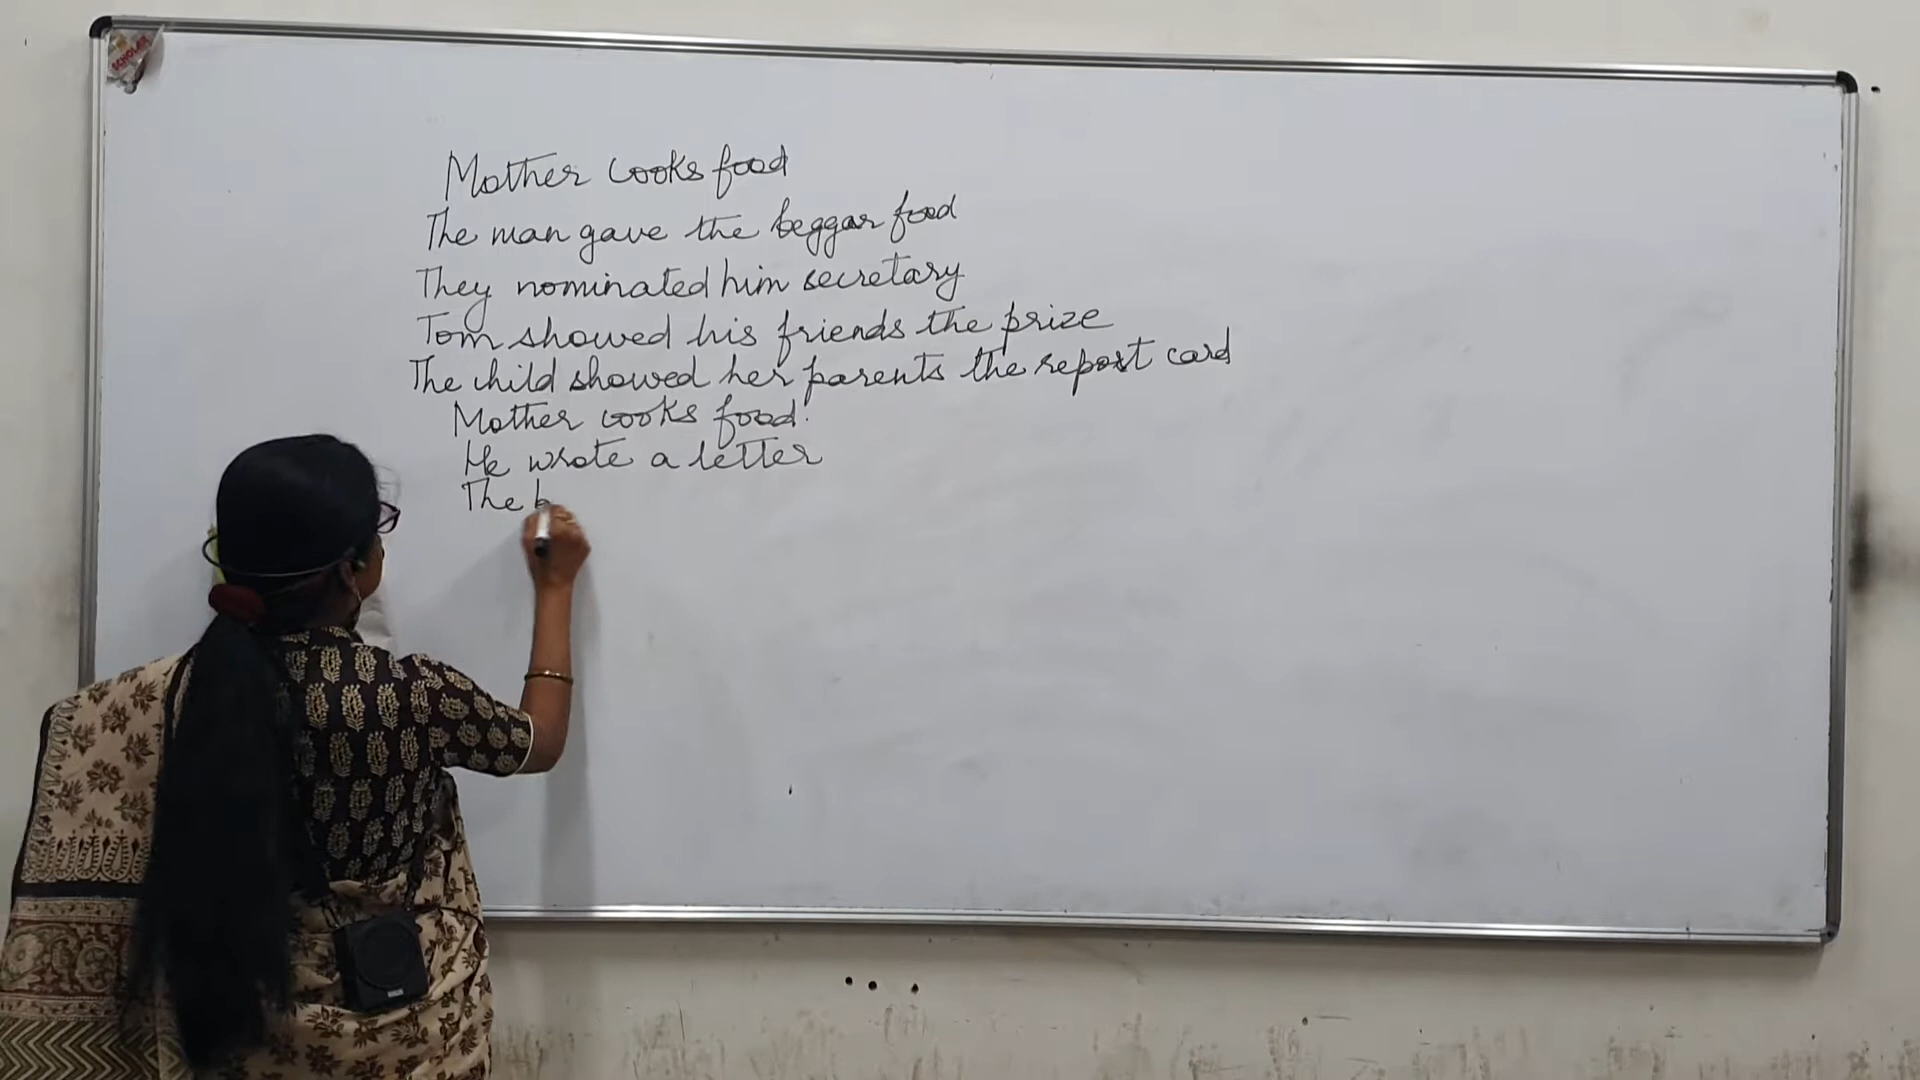 SCHOLAR
Mother cooks food
The man gave the beggar food
They nominated him secretary
Tom showed his friends the prize
The child showed her parents the report card
Mother cooks food.
He wrote a letter
The b